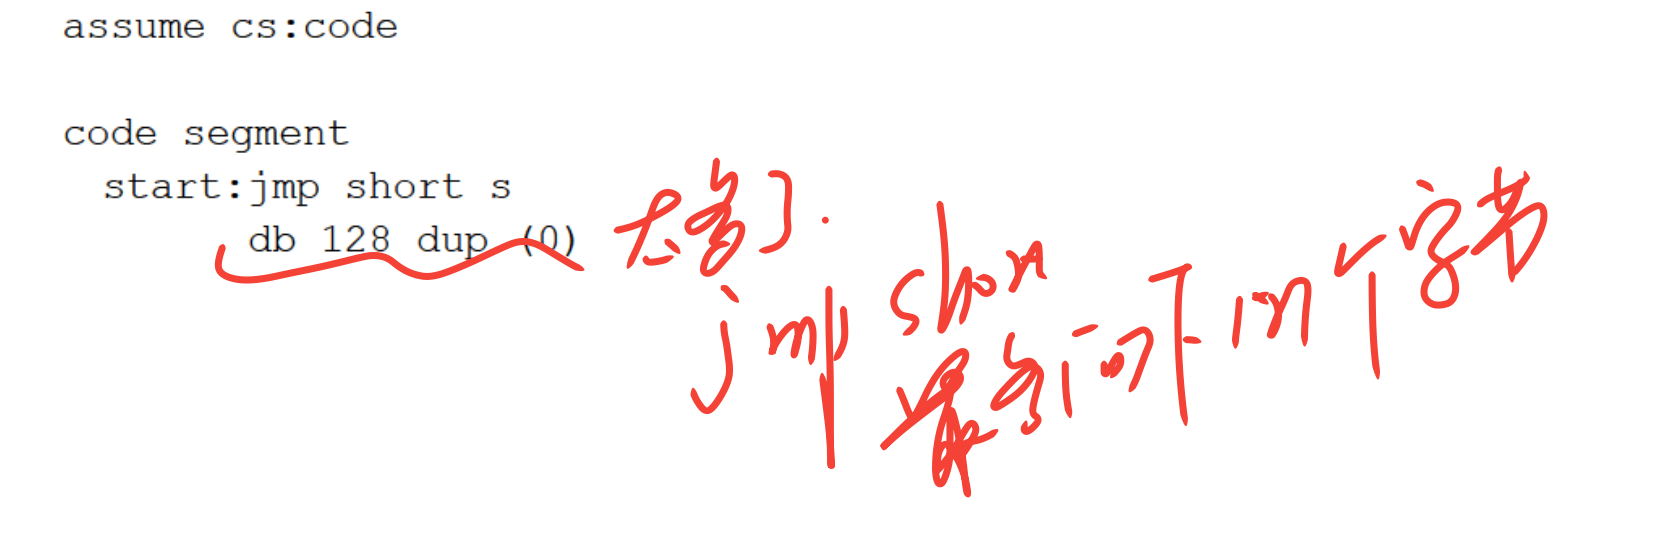 assume cs:code
code segment
start:jmp short s
db 128 dup (0)
太多了.
jmp short
最多向下127个字节